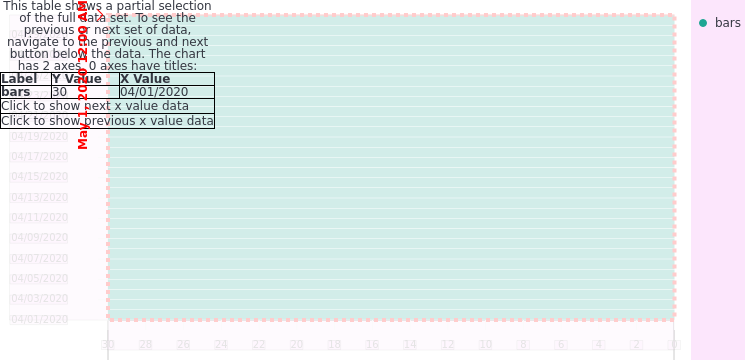 This table shows a partial selection
of the full data set. To see the
previous or next set of data,
navigate to the previous and next
button below the data. The chart
has 2 axes. 0 axes have titles:
Label Y Value X Value
bars 30 04/01/2020
Click to show next x value data
Click to show previous x value data
May 1, 2020 12:09 AM
04/19/2020
04/17/2020
04/15/2020
04/13/2020
04/11/2020
04/09/2020
04/07/2020
04/05/2020
04/03/2020
04/01/2020
30 28 26 24 22 20 18 16 14 12 10 8 6 4 2 0
bars